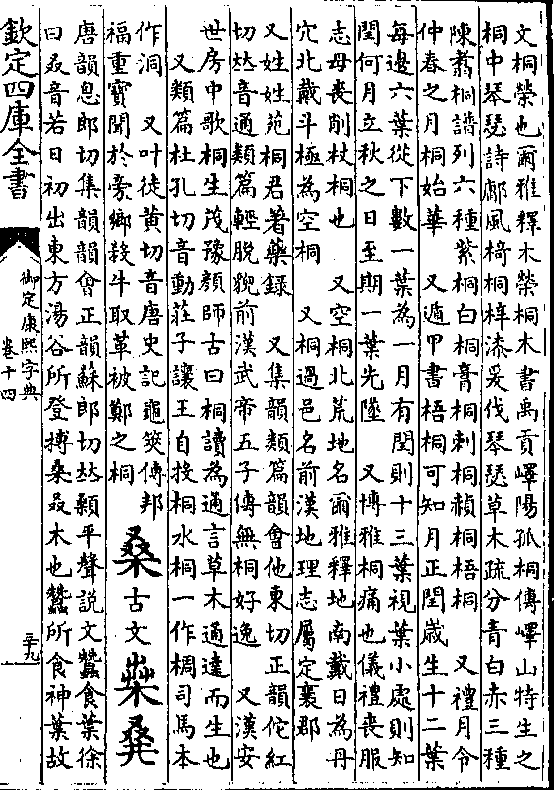 文桐榮也爾雅釋木榮桐木書禹貢嶧陽孤桐傳嶧山特生之
桐中琴瑟詩鄘風椅桐梓漆爰伐琴瑟草木疏分青白赤三種
陳翥桐譜列六種紫桐白桐膏桐刺桐赬桐梧桐　又禮月令
仲春之月桐始華　又遁甲書梧桐可知月正閏歲生十二葉
每邊六葉從下數一葉為一月有閏則十三葉視葉小處則知
閏何月立秋之日至期一葉先墜　又博雅桐痛也儀禮喪服
志母喪削杖桐也　又空桐北荒地名爾雅釋地南戴日為丹
穴北戴斗極為空桐　又桐過邑名前漢地理志屬定襄郡
又姓姓苑桐君著藥録　又集韻類篇韻會他東切正韻佗紅
切𠀤音通類篇輕脫貌前漢武帝五子傳無桐好逸　又漢安
世房中歌桐生茂豫顔師古曰桐讀為通言草木通達而生也
又類篇杜孔切音動莊子讓王自投桐水桐一作椆司馬本
作洞　又叶徒黄切音唐史記龜筴傳邦
福重寶聞於旁鄉殺牛取革被鄭之桐
桑古文𣡊𣒅
唐韻息郎切集韻韻會正韻蘇郎切𠀤顙平聲說文蠶食葉徐
曰叒音若日初出東方湯谷所登搏桑叒木也蠶所食神葉故
欽定四庫全書
御定康熙字典
卷十四
三九